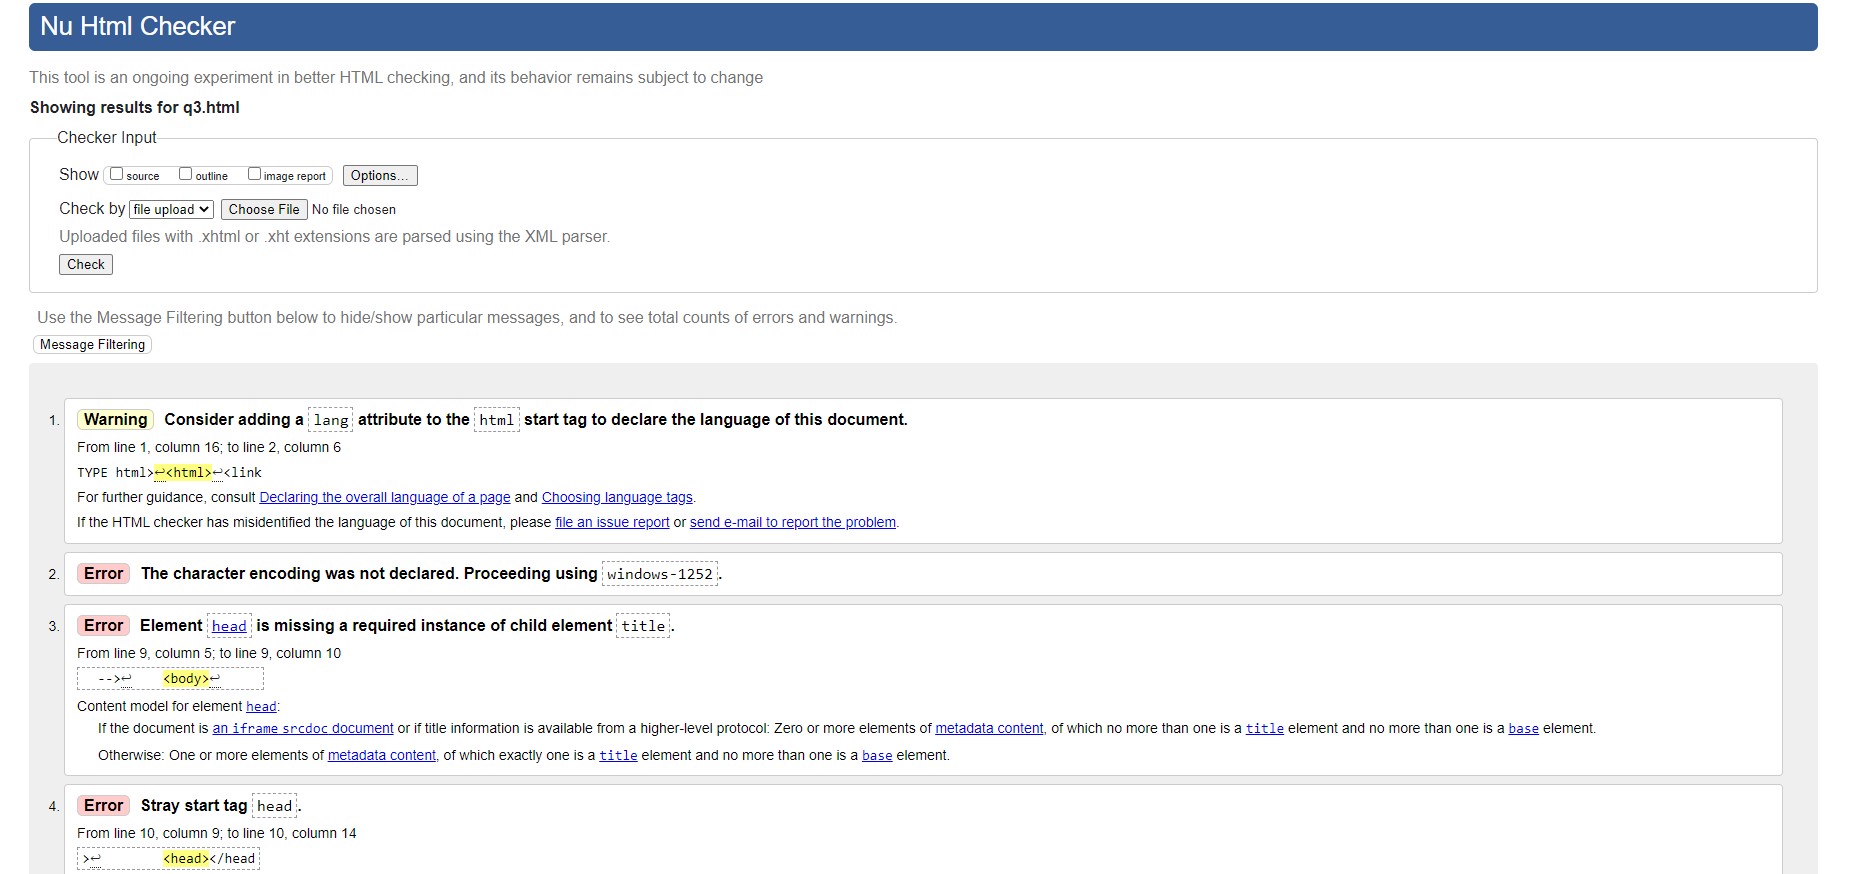 Nu Html Checker
This tool is an ongoing experiment in better HTML checking, and its behavior remains subject to change
Showing results for q3.html
Checker Input
Show source outline image report Options...
Check by file upload Choose File No file chosen
Uploaded files with .xhtml or .xht extensions are parsed using the XML parser.
Check
Use the Message Filtering button below to hide/show particular messages, and to see total counts of errors and warnings.
Message Filtering
1. Warning Consider adding a lang attribute to the html start tag to declare the language of this document.
From line 1, column 16; to line 2, column 6
TYPE html>↩<html>↩<link
For further guidance, consult Declaring the overall language of a page and Choosing language tags.
If the HTML checker has misidentified the language of this document, please file an issue report or send e-mail to report the problem.
2. Error The character encoding was not declared. Proceeding using windows-1252.
3. Error Element head is missing a required instance of child element title.
From line 9, column 5; to line 9, column 10
-->↩ <body>↩
Content model for element head:
If the document is an iframe srcdoc document or if title information is available from a higher-level protocol: Zero or more elements of metadata content, of which no more than one is a title element and no more than one is a base element.
Otherwise: One or more elements of metadata content, of which exactly one is a title element and no more than one is a base element.
4. Error Stray start tag head.
From line 10, column 9; to line 10, column 14
>↩ <head></head